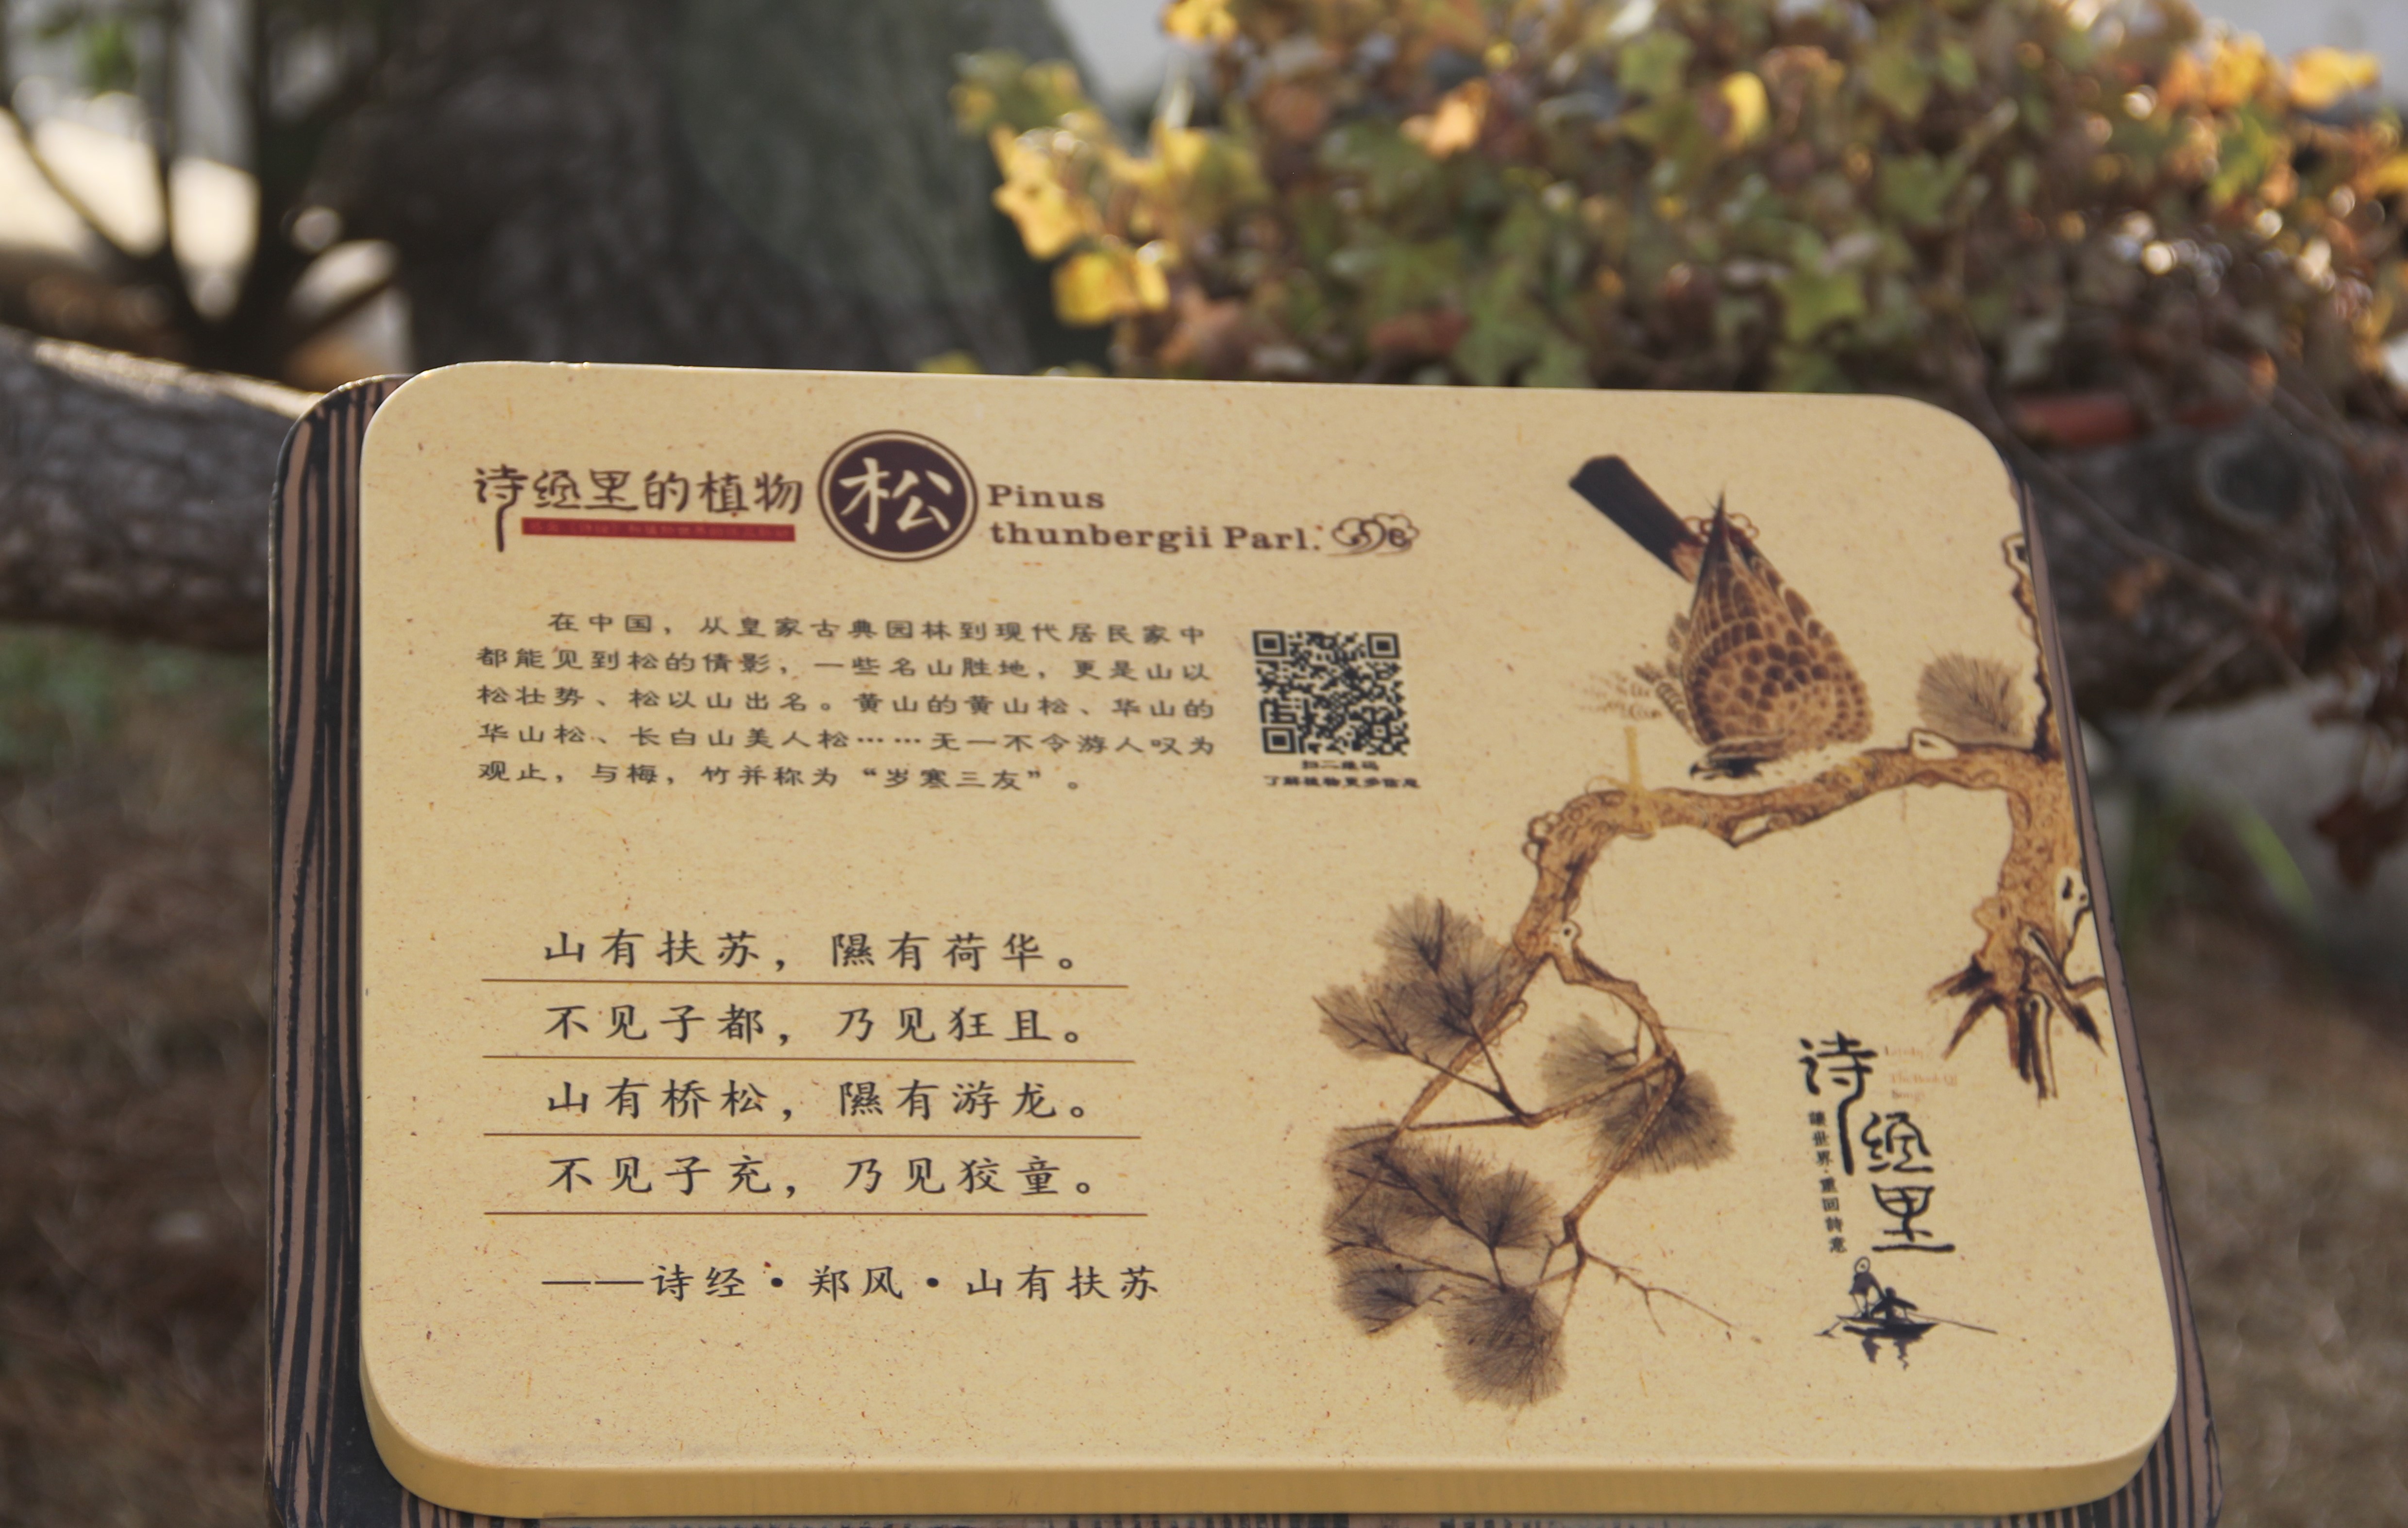 诗经里的植物
松
Pinus
thunbergii Parl.
在中国，从皇家古典园林到现代居民家中
都能见到松的倩影，一些名山胜地，更是山以
松壮势、松以山出名。黄山的黄山松、华山的
华山松、长白山美人松……无一不令游人叹为
观止，与梅，竹并称为“岁寒三友”。
扫二维码
了解植物更多信息
山有扶苏，隰有荷华。
不见子都，乃见狂且。
山有桥松，隰有游龙。
不见子充，乃见狡童。
——诗经·郑风·山有扶苏
诗经里
讓世界·重回詩意